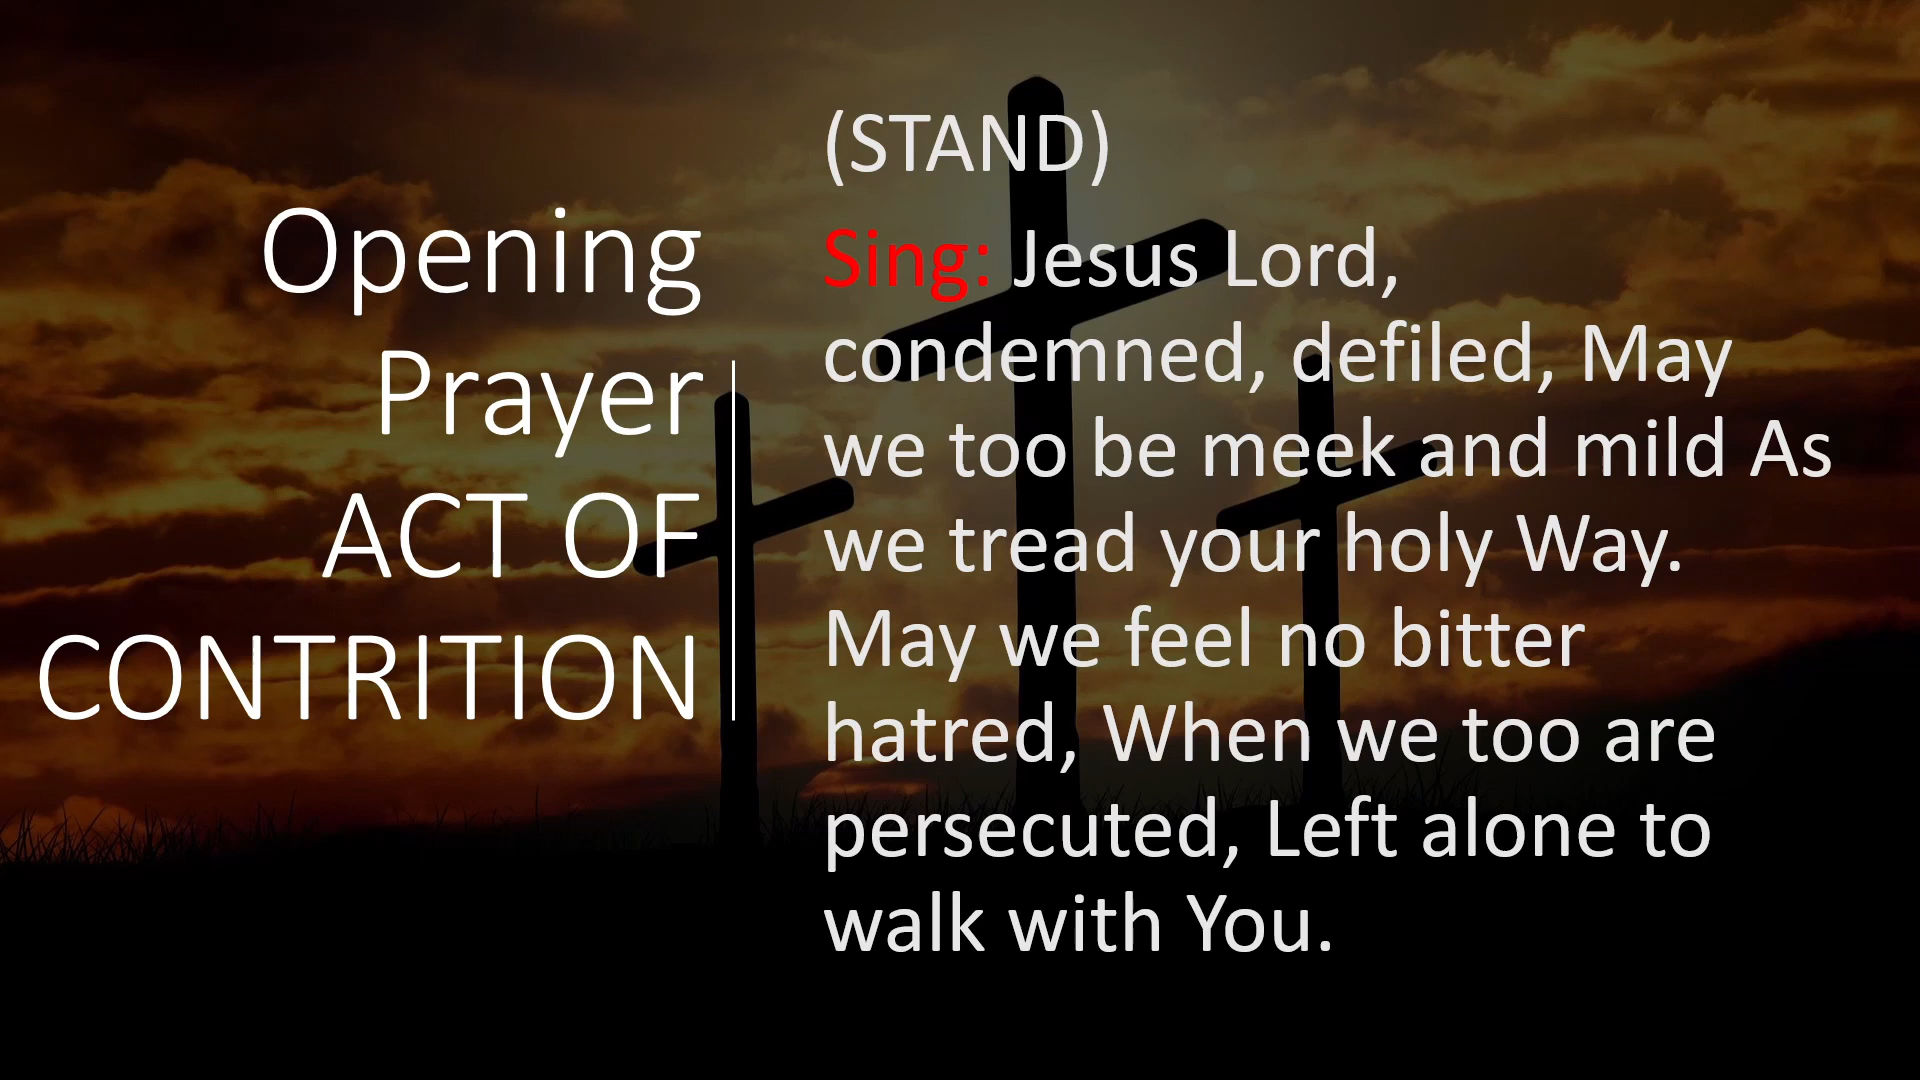 Opening
Prayer
ACT OF
CONTRITION
(STAND)
Sing: Jesus Lord,
condemned, defiled, May
we too be meek and mild As
we tread your holy Way.
May we feel no bitter
hatred, When we too are
persecuted, Left alone to
walk with You.